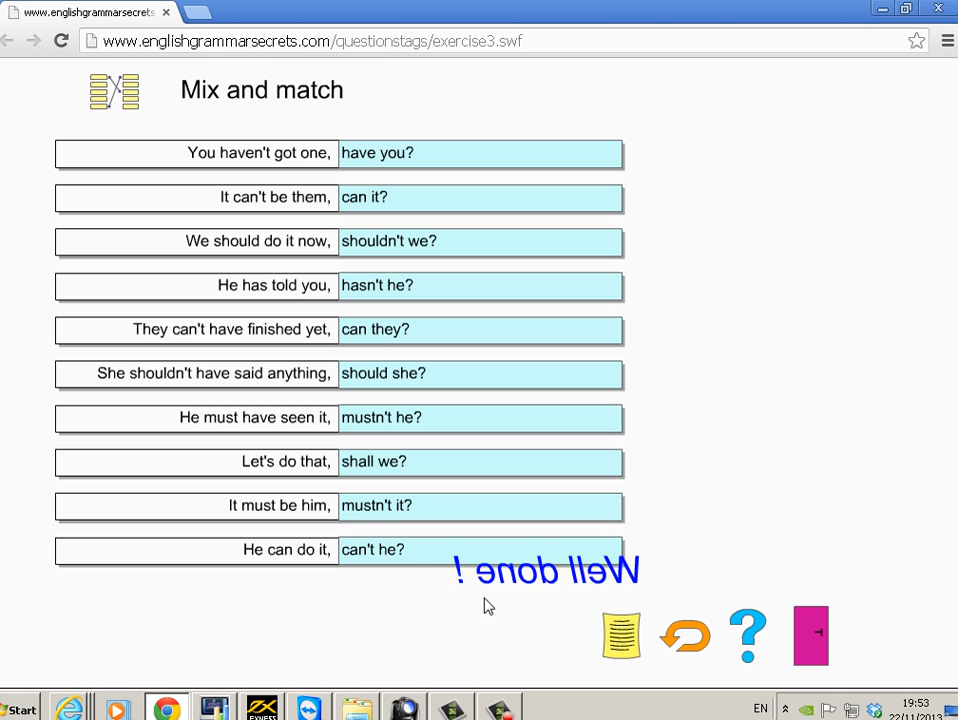 www.englishgrammarsecrets
www.englishgrammarsecrets.com/questionstags/exercise3.swf
Mix and match
You haven't got one, have you?
It can't be them, can it?
We should do it now, shouldn't we?
He has told you, hasn't he?
They can't have finished yet, can they?
She shouldn't have said anything, should she?
He must have seen it, mustn't he?
Let's do that, shall we?
It must be him, mustn't it?
He can do it, can't he?
Well done !
?
Start
EXNESS
EN
19:53
22/11/2013